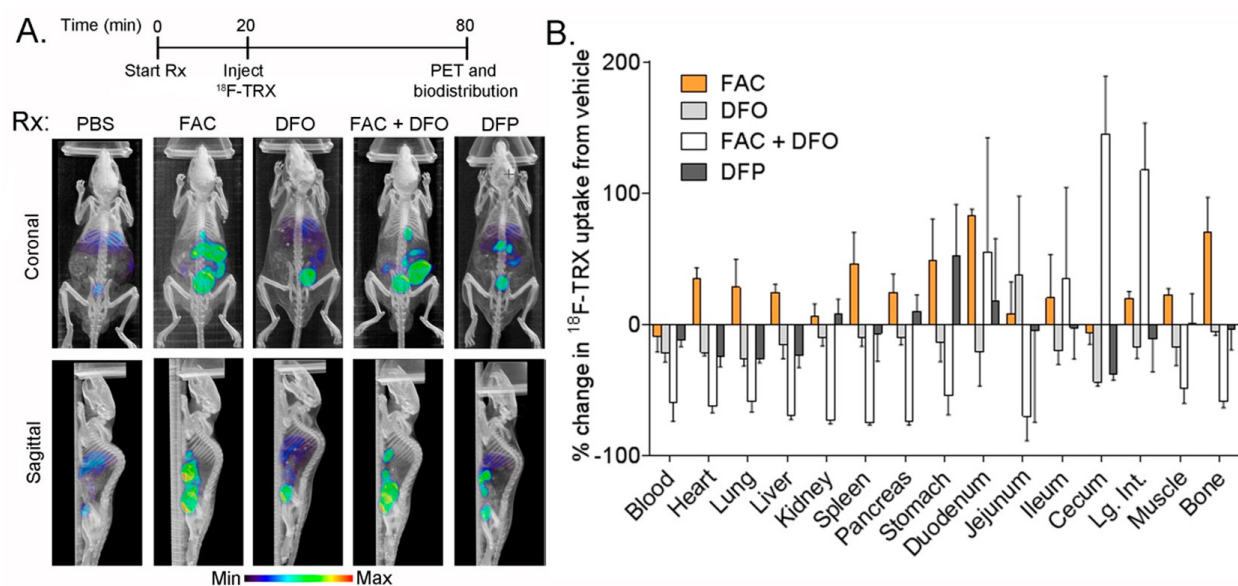 A.
Time (min) 0 20 80
Start Rx Inject PET and
¹⁸F-TRX biodistribution
Rx: PBS FAC DFO FAC + DFO DFP
Coronal
Sagittal
Min Max
B.
% change in ¹⁸F-TRX uptake from vehicle
200
100
0
-100
FAC
DFO
FAC + DFO
DFP
Blood
Heart
Lung
Liver
Kidney
Spleen
Pancreas
Stomach
Duodenum
Jejunum
Ileum
Cecum
Lg. Int.
Muscle
Bone